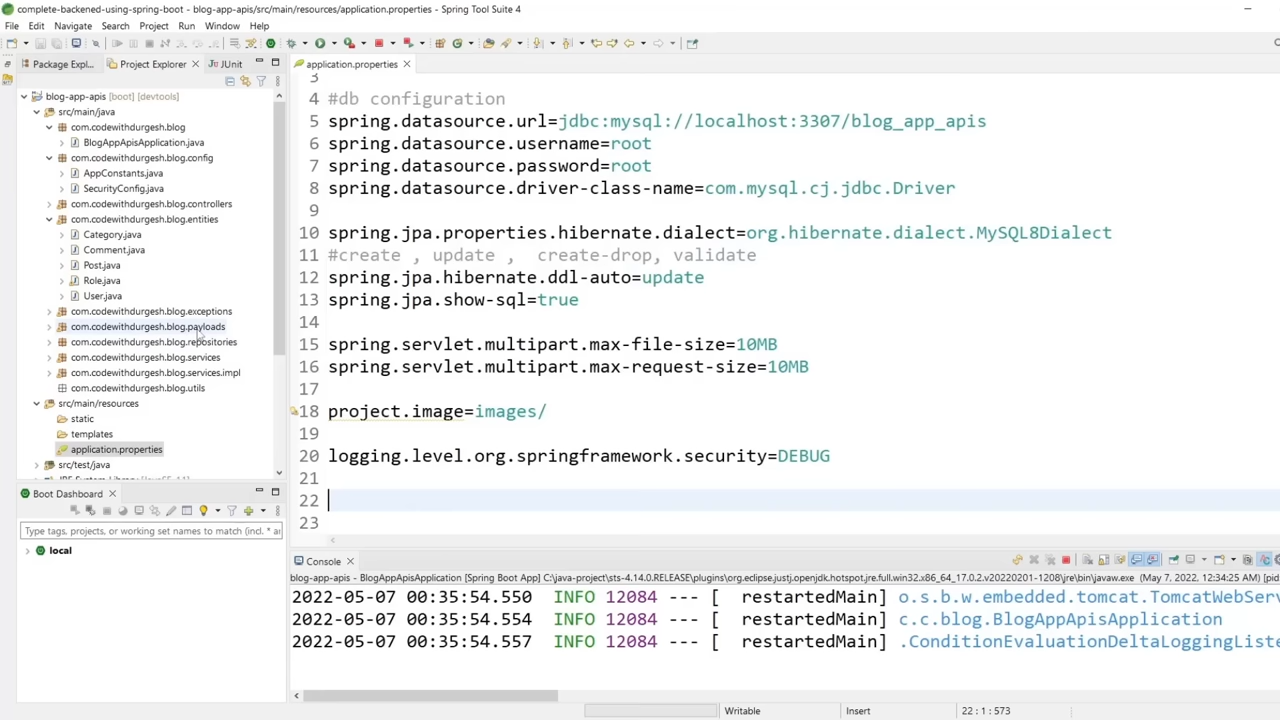 complete-backened-using-spring-boot - blog-app-apis/src/main/resources/application.properties - Spring Tool Suite 4
File Edit Navigate Search Project Run Window Help
Package Expl...
Project Explorer
JUnit
blog-app-apis [boot] [devtools]
src/main/java
com.codewithdurgesh.blog
BlogAppApisApplication.java
com.codewithdurgesh.blog.config
AppConstants.java
SecurityConfig.java
com.codewithdurgesh.blog.controllers
com.codewithdurgesh.blog.entities
Category.java
Comment.java
Post.java
Role.java
User.java
com.codewithdurgesh.blog.exceptions
com.codewithdurgesh.blog.payloads
com.codewithdurgesh.blog.repositories
com.codewithdurgesh.blog.services
com.codewithdurgesh.blog.services.impl
com.codewithdurgesh.blog.utils
src/main/resources
static
templates
application.properties
src/test/java
Boot Dashboard
Type tags, projects, or working set names to match (incl. * ar
local
application.properties
3
4 #db configuration
5 spring.datasource.url=jdbc:mysql://localhost:3307/blog_app_apis
6 spring.datasource.username=root
7 spring.datasource.password=root
8 spring.datasource.driver-class-name=com.mysql.cj.jdbc.Driver
9
10 spring.jpa.properties.hibernate.dialect=org.hibernate.dialect.MySQL8Dialect
11 #create , update , create-drop, validate
12 spring.jpa.hibernate.ddl-auto=update
13 spring.jpa.show-sql=true
14
15 spring.servlet.multipart.max-file-size=10MB
16 spring.servlet.multipart.max-request-size=10MB
17
18 project.image=images/
19
20 logging.level.org.springframework.security=DEBUG
21
22
23
Console
blog-app-apis - BlogAppApisApplication [Spring Boot App] C:\java-project\sts-4.14.0.RELEASE\plugins\org.eclipse.justj.openjdk.hotspot.jre.full.win32.x86_64_17.0.2.v20220201-1208\jre\bin\javaw.exe (May 7, 2022, 12:34:25 AM) [pid
2022-05-07 00:35:54.550 INFO 12084 --- [ restartedMain] o.s.b.w.embedded.tomcat.TomcatWebServ
2022-05-07 00:35:54.554 INFO 12084 --- [ restartedMain] c.c.blog.BlogAppApisApplication
2022-05-07 00:35:54.557 INFO 12084 --- [ restartedMain] .ConditionEvaluationDeltaLoggingListe
Writable Insert 22 : 1 : 573